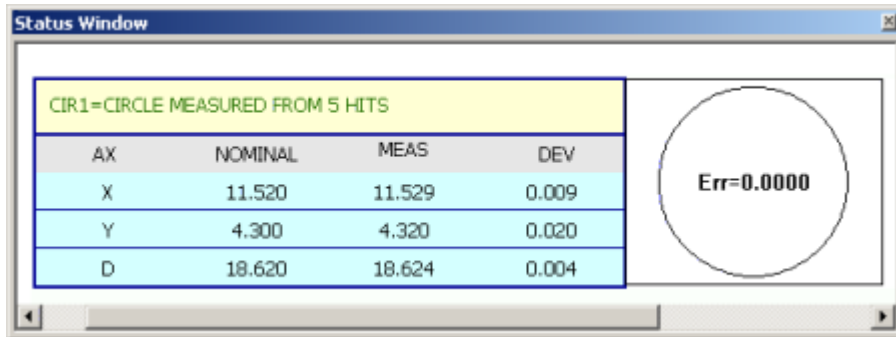 Status Window
CIR1=CIRCLE MEASURED FROM 5 HITS
AX NOMINAL MEAS DEV
X 11.520 11.529 0.009
Y 4.300 4.320 0.020
D 18.620 18.624 0.004
Err=0.0000